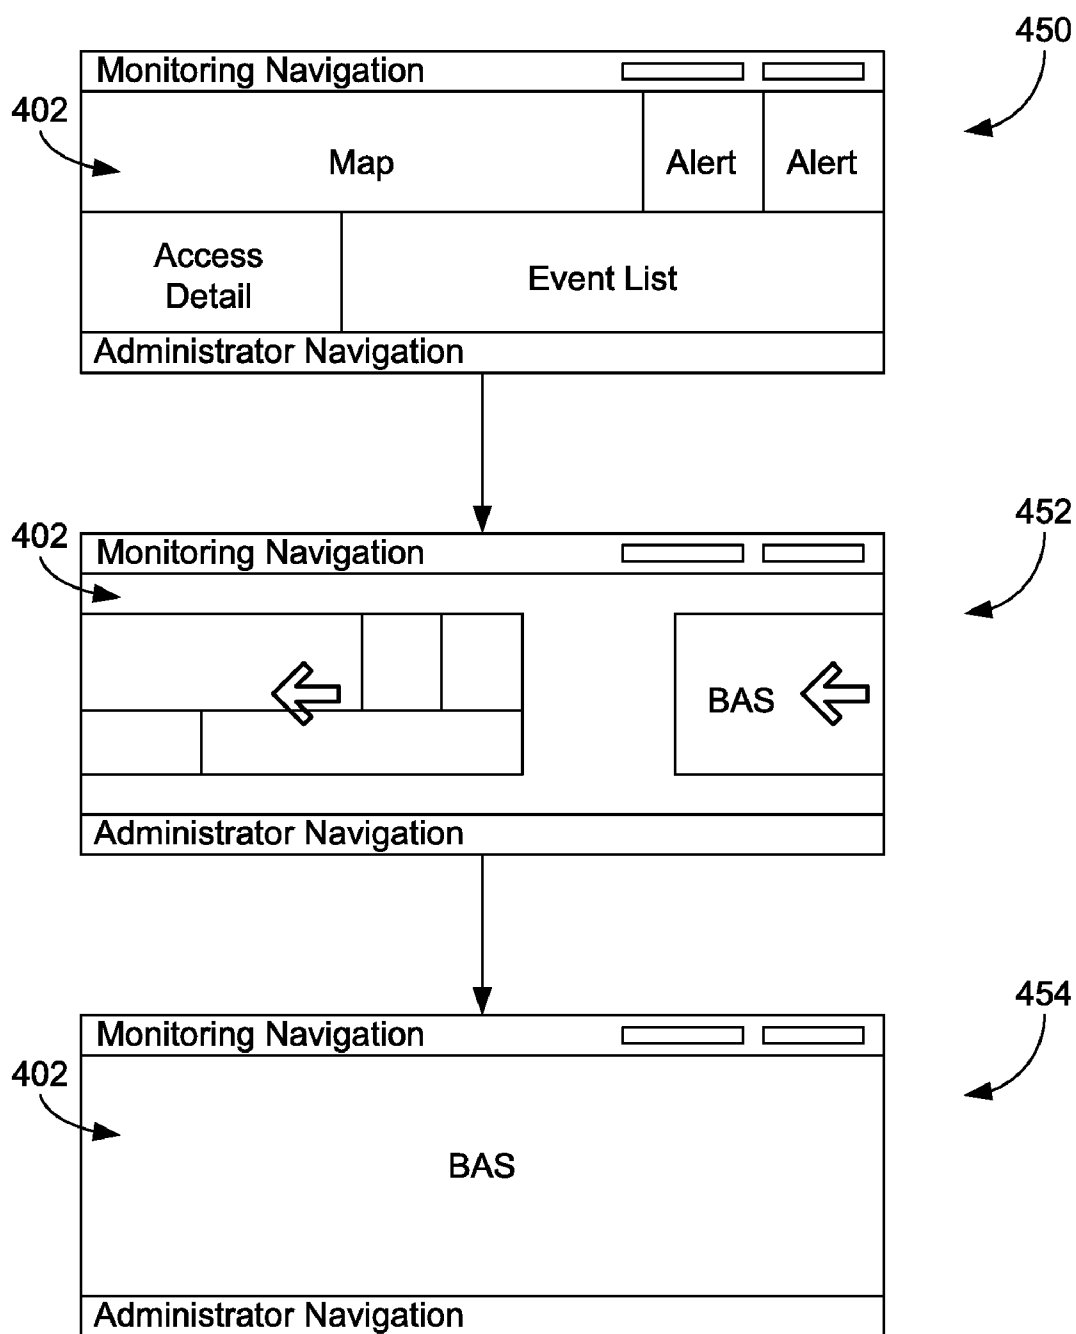 450
Monitoring Navigation
402
Map
Alert
Alert
Access
Detail
Event List
Administrator Navigation
452
402
Monitoring Navigation
BAS
Administrator Navigation
454
Monitoring Navigation
402
BAS
Administrator Navigation